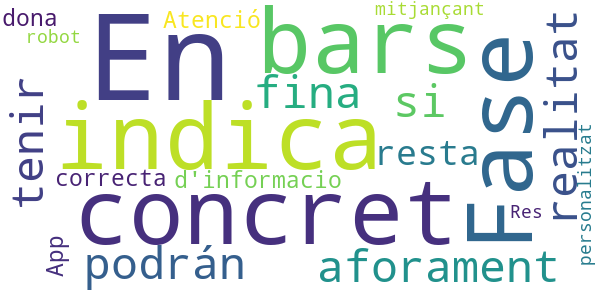 dona
robot
En
Atenció
bars
mitjançant
fina
si
Fase
realitat
tenir
indica
resta
correcta
d'informacio
concret
personalitzat
App
podrán
aforament
Res